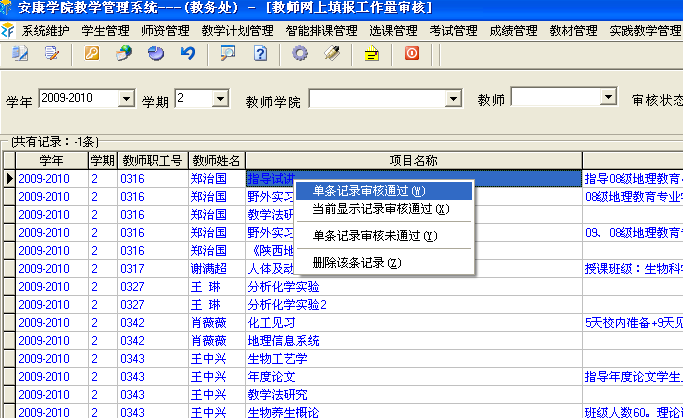 安康学院教学管理系统---(教务处) - [教师网上填报工作量审核]
系统维护 学生管理 师资管理 教学计划管理 智能排课管理 选课管理 考试管理 成绩管理 教材管理 实践教学管理
学年 2009-2010 学期 2 教师学院 教师 审核状态
(共有记录：-1条)
学年 学期 教师职工号 教师姓名 项目名称
2009-2010 2 0316 郑治国 指导试讲 指导08级地理教育
2009-2010 2 0316 郑治国 野外实习 08级地理教育专业
2009-2010 2 0316 郑治国 教学法研
2009-2010 2 0316 郑治国 野外实习 09、08级地理教育
2009-2010 2 0316 郑治国 《陕西地
2009-2010 2 0317 谢满超 人体及动 授课班级：生物科
2009-2010 2 0327 王 琳 分析化学实验
2009-2010 2 0327 王 琳 分析化学实验2
2009-2010 2 0342 肖薇薇 化工见习 5天校内准备+9天见
2009-2010 2 0342 肖薇薇 地理信息系统
2009-2010 2 0343 王中兴 生物工艺学
2009-2010 2 0343 王中兴 年度论文 指导年度论文学生
2009-2010 2 0343 王中兴 教学法研究
2009-2010 2 0343 王中兴 生物养生概论 班级人数60。理论
单条记录审核通过(W)
当前显示记录审核通过(X)
单条记录审核未通过(Y)
删除该条记录(Z)